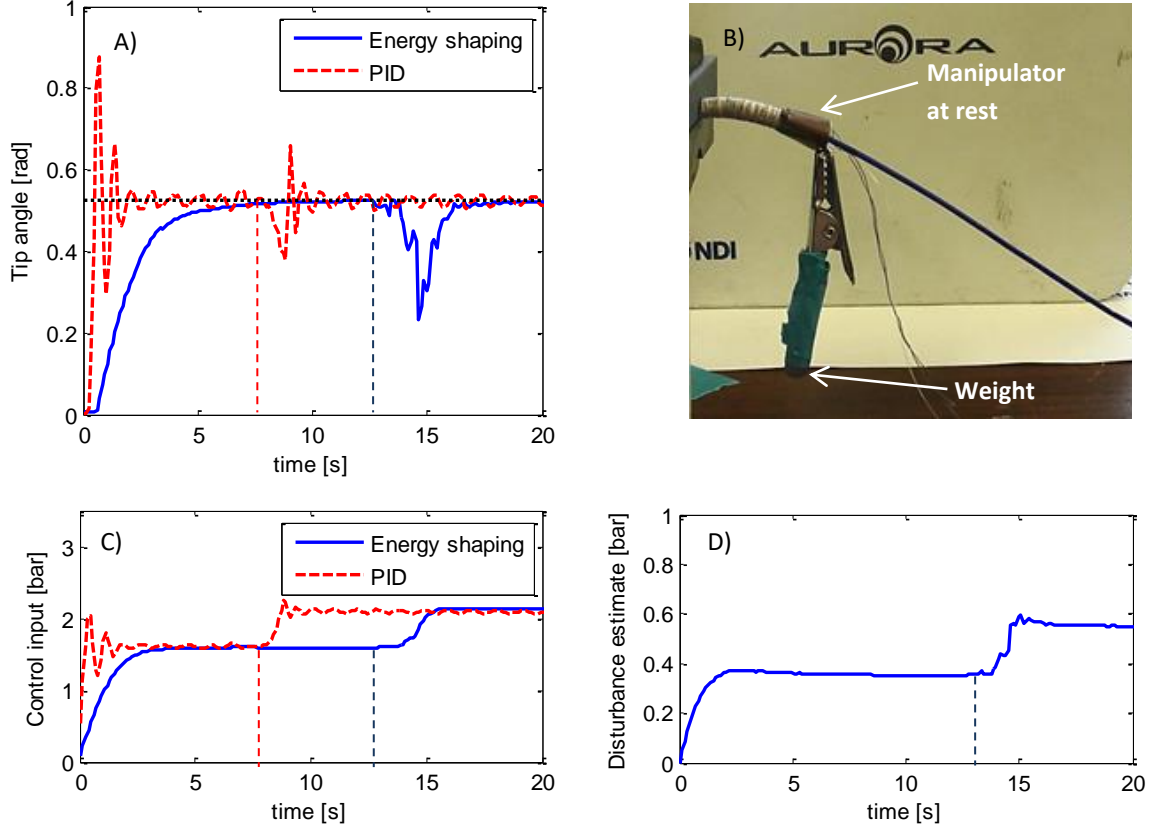 A)
Energy shaping
PID
Tip angle [rad]
1
0.8
0.6
0.4
0.2
0
0
5
10
15
20
time [s]
B)
AURORA
Manipulator
at rest
NDI
Weight
C)
Energy shaping
PID
Control input [bar]
3
2
1
0
0
5
10
15
20
time [s]
D)
Disturbance estimate [bar]
1
0.8
0.6
0.4
0.2
0
0
5
10
15
20
time [s]